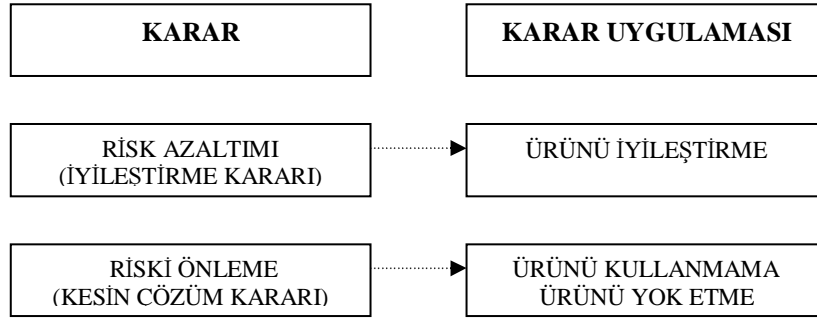 KARAR
KARAR UYGULAMASI
RİSK AZALTIMI
(İYİLEŞTİRME KARARI)
ÜRÜNÜ İYİLEŞTİRME
RİSKİ ÖNLEME
(KESİN ÇÖZÜM KARARI)
ÜRÜNÜ KULLANMAMA
ÜRÜNÜ YOK ETME